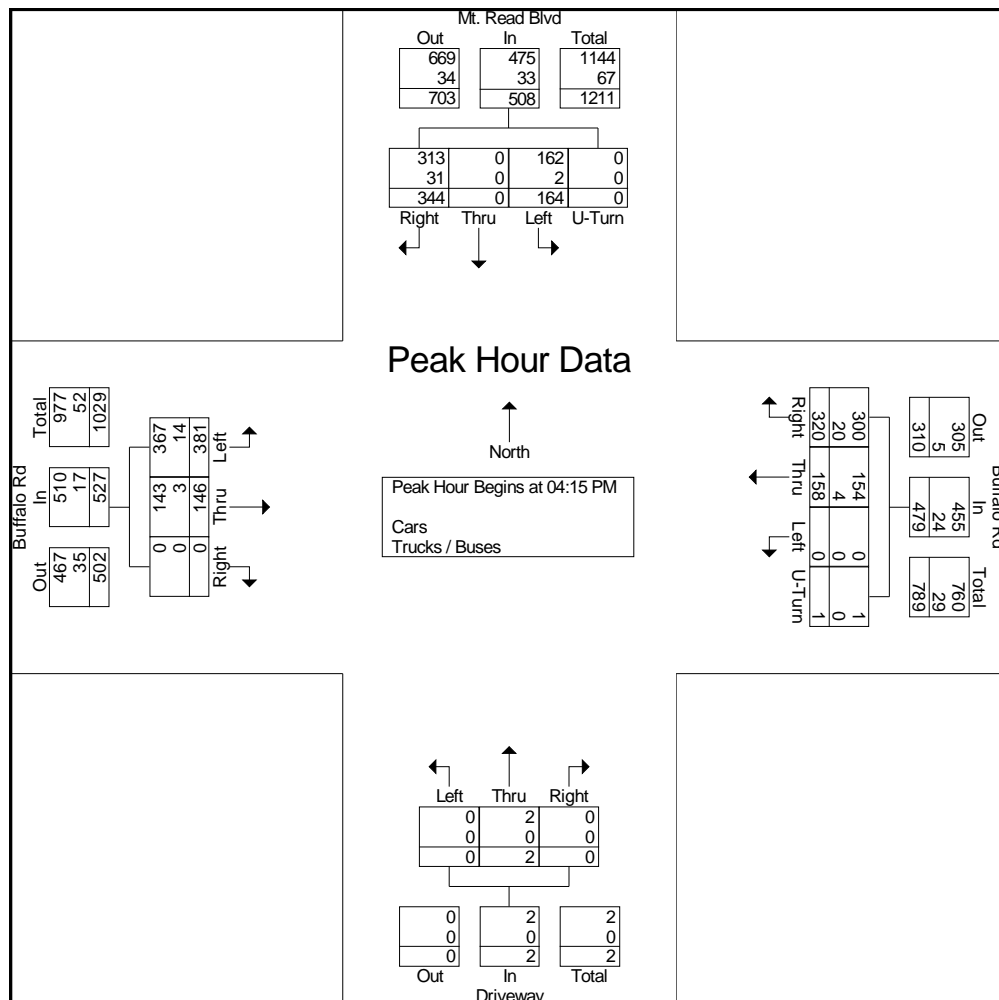 Mt. Read Blvd
Out In Total
669 475 1144
34 33 67
703 508 1211
313 0 162 0
31 0 2 0
344 0 164 0
Right Thru Left U-Turn
Peak Hour Data
North
Peak Hour Begins at 04:15 PM
Cars
Trucks / Buses
Buffalo Rd
Out In Total
467 510 977
35 17 52
502 527 1029
Right Thru Left
0 143 367
0 3 14
0 146 381
Buffalo Rd
Out In Total
305 455 760
5 24 29
310 479 789
300 154 0 1
20 4 0 0
320 158 0 1
Right Thru Left U-Turn
Left Thru Right
0 2 0
0 0 0
0 2 0
0 2 2
0 0 0
0 2 2
Out In Total
Driveway